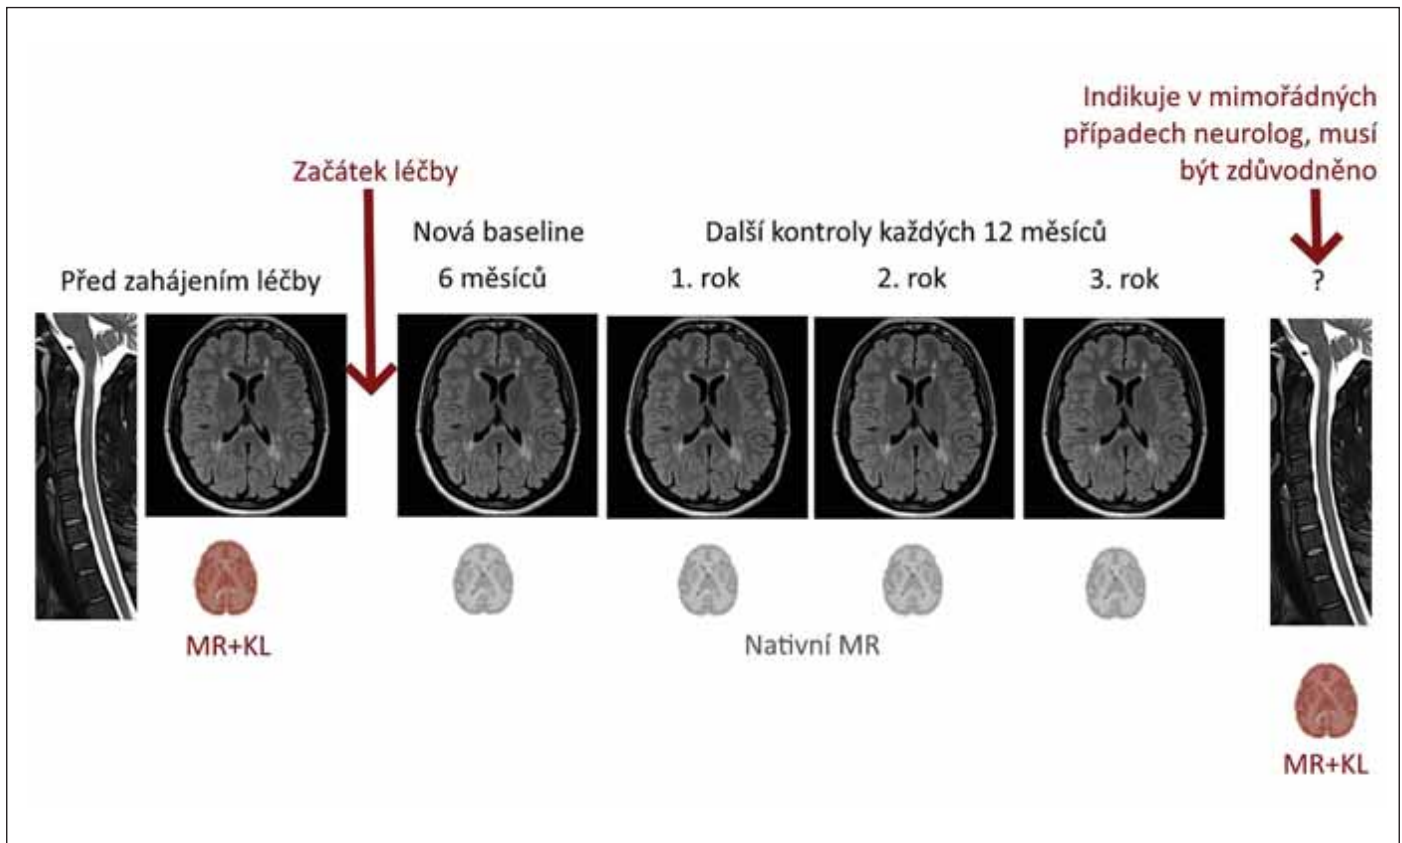 Indikuje v mimořádných
případech neurolog, musí
být zdůvodněno
Začátek léčby
Nová baseline
Další kontroly každých 12 měsíců
Před zahájením léčby
6 měsíců
1. rok
2. rok
3. rok
?
MR+KL
Nativní MR
MR+KL